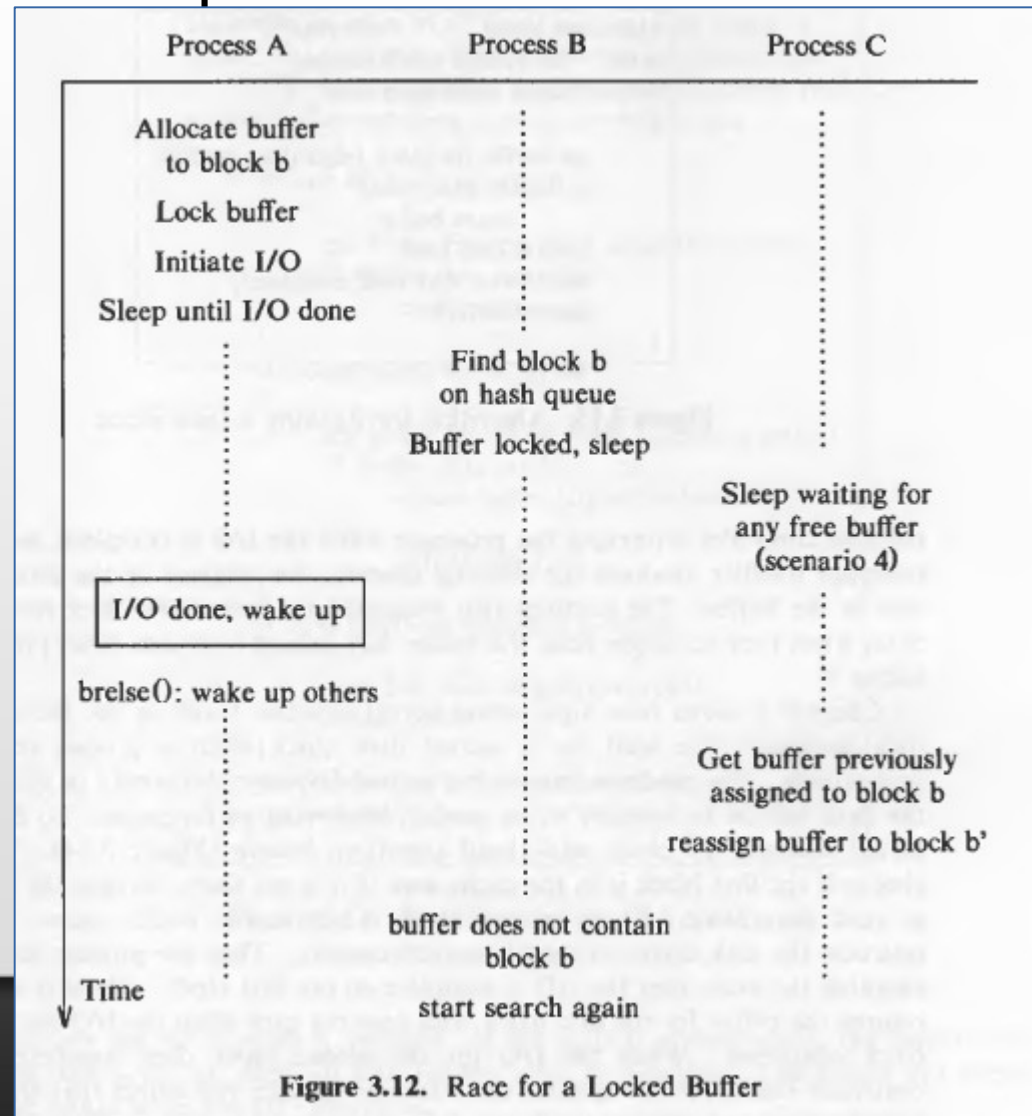 Process A
Process B
Process C
Allocate buffer
to block b
Lock buffer
Initiate I/O
Sleep until I/O done
Find block b
on hash queue
Buffer locked, sleep
Sleep waiting for
any free buffer
(scenario 4)
I/O done, wake up
brelse(): wake up others
Get buffer previously
assigned to block b
reassign buffer to block b'
buffer does not contain
block b
start search again
Time
Figure 3.12. Race for a Locked Buffer